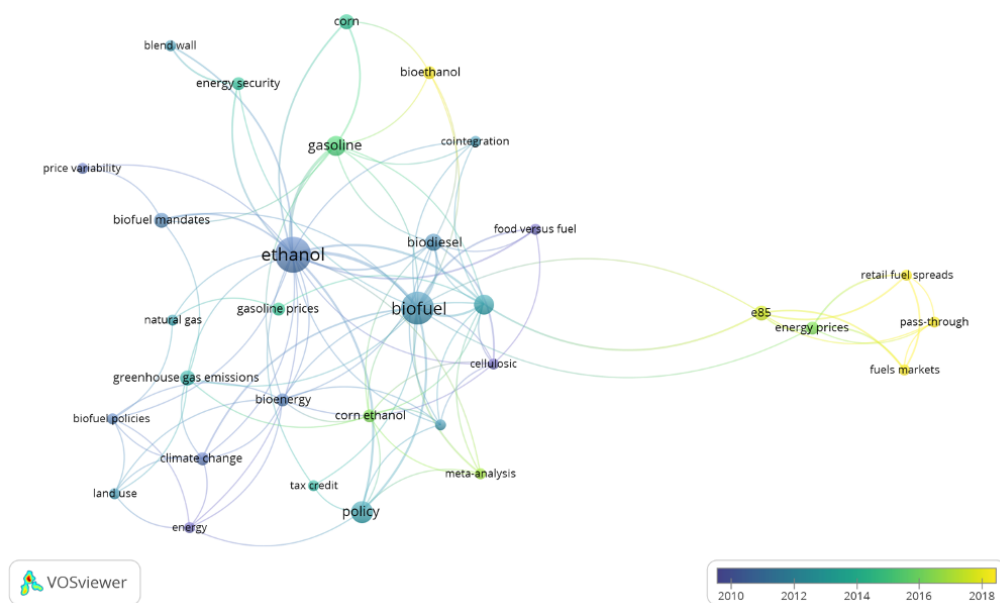 corn
blend wall
bioethanol
energy security
cointegration
gasoline
price variability
biofuel mandates
food versus fuel
biodiesel
ethanol
retail fuel spreads
biofuel
gasoline prices
e85
natural gas
pass-through
energy prices
cellulosic
fuels markets
greenhouse gas emissions
bioenergy
corn ethanol
biofuel policies
climate change
meta-analysis
tax credit
land use
policy
energy
VOSviewer
2010 2012 2014 2016 2018